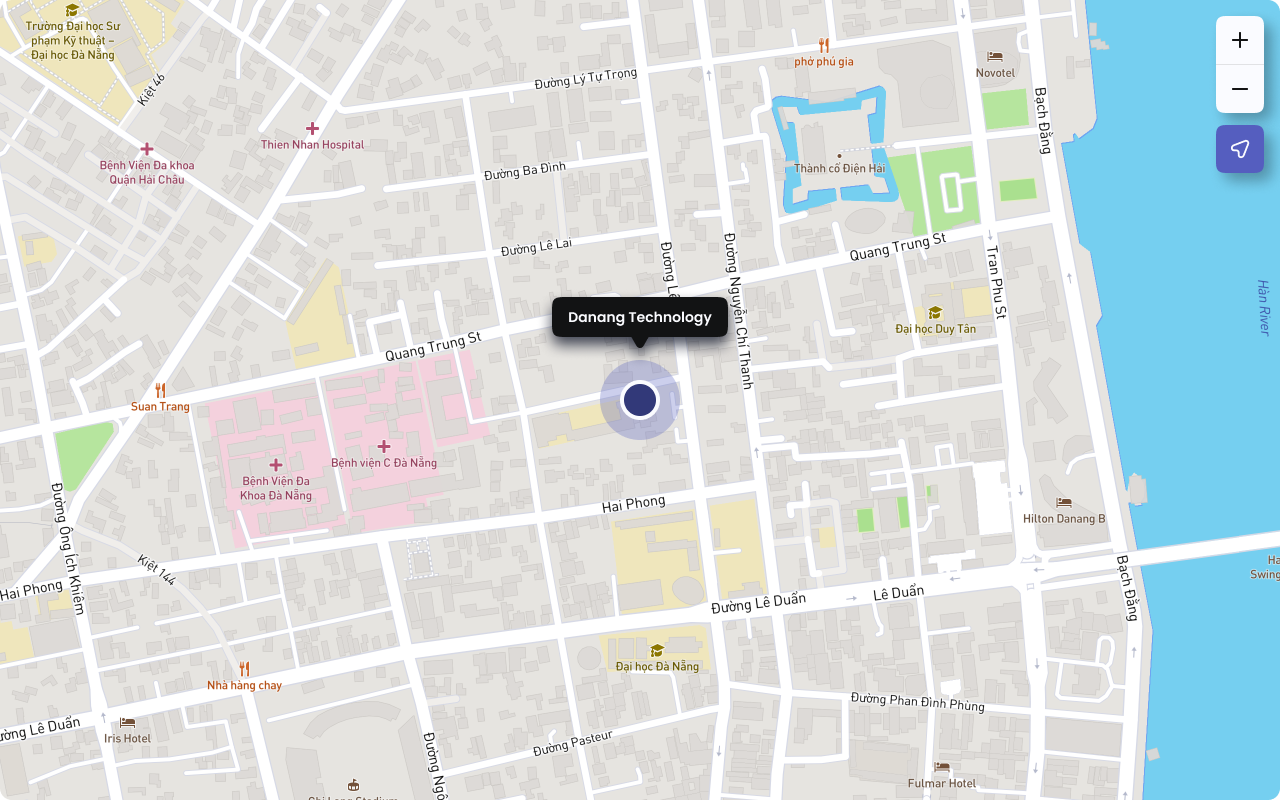 Trường Đại học Sư
phạm Kỹ thuật –
Đại học Đà Nẵng
Kiệt 46
Bệnh Viện Đa khoa
Quận Hải Châu
Thien Nhan Hospital
Đường Lý Tự Trọng
phở phú gia
Novotel
Bạch Đằng
Đường Ba Đình
Thành cổ Điện Hải
Đường Lê Lai
Quang Trung St
Đường Nguyễn Chí Thanh
Tran Phu St
Hàn River
Đường Lê
Danang Technology
Đại học Duy Tân
Quang Trung St
Suan Trang
Bệnh viện C Đà Nẵng
Bệnh Viện Đa
Khoa Đà Nẵng
Đường Ông Ích Khiêm
Hai Phong
Hilton Danang B
Kiệt 144
Hai Phong
Bạch Đằng
Ha
Swing
Đường Lê Duẩn
Lê Duẩn
Đại học Đà Nẵng
Nhà hàng chay
Đường Phan Đình Phùng
ường Lê Duẩn
Iris Hotel
Đường Pasteur
Đường Ngô
Fulmar Hotel
Chi Lang Stadium